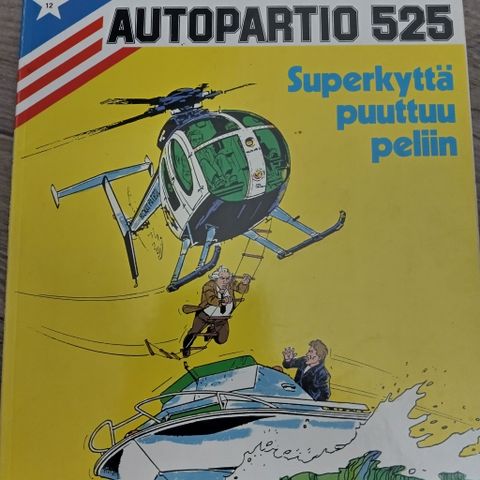 12
AUTOPARTIO 525
Superkyttä
puuttuu
peliin